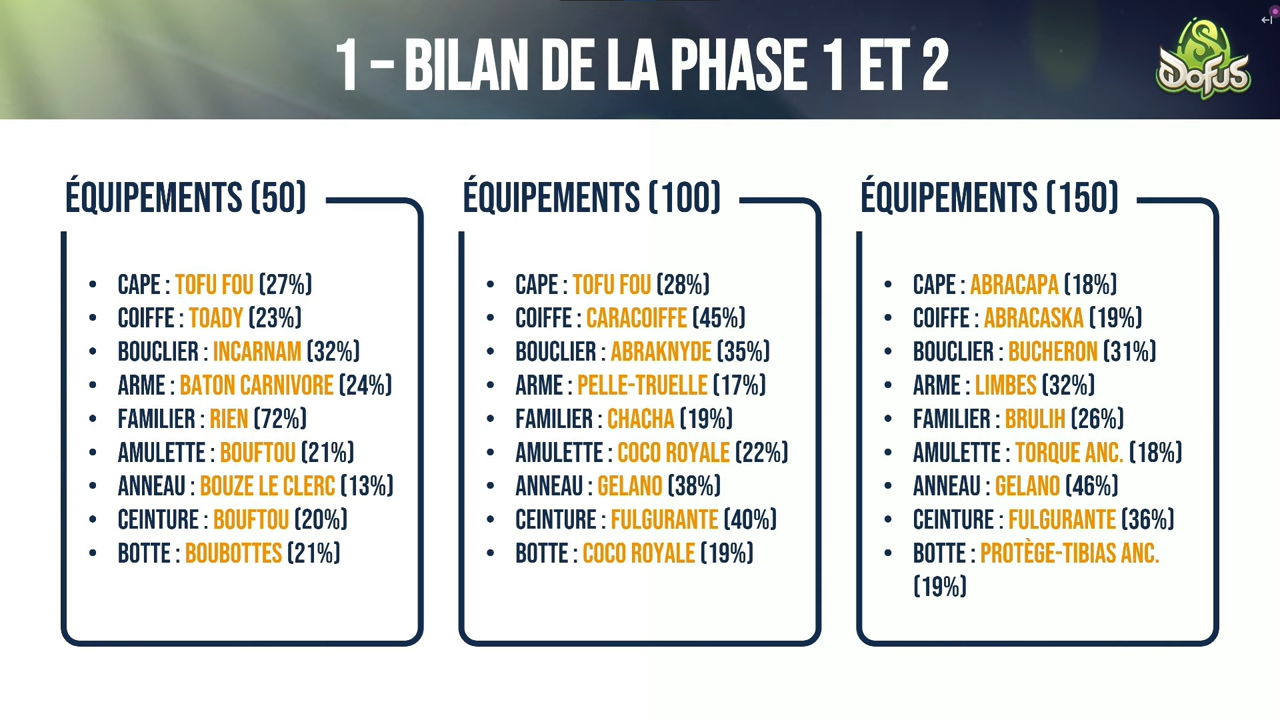 1 – BILAN DE LA PHASE 1 ET 2
DOFUS
ÉQUIPEMENTS (50)
• CAPE : TOFU FOU (27%)
• COIFFE : TOADY (23%)
• BOUCLIER : INCARNAM (32%)
• ARME : BATON CARNIVORE (24%)
• FAMILIER : RIEN (72%)
• AMULETTE : BOUFTOU (21%)
• ANNEAU : BOUZE LE CLERC (13%)
• CEINTURE : BOUFTOU (20%)
• BOTTE : BOUBOTTES (21%)
ÉQUIPEMENTS (100)
• CAPE : TOFU FOU (28%)
• COIFFE : CARACOIFFE (45%)
• BOUCLIER : ABRAKNYDE (35%)
• ARME : PELLE-TRUELLE (17%)
• FAMILIER : CHACHA (19%)
• AMULETTE : COCO ROYALE (22%)
• ANNEAU : GELANO (38%)
• CEINTURE : FULGURANTE (40%)
• BOTTE : COCO ROYALE (19%)
ÉQUIPEMENTS (150)
• CAPE : ABRACAPA (18%)
• COIFFE : ABRACASKA (19%)
• BOUCLIER : BUCHERON (31%)
• ARME : LIMBES (32%)
• FAMILIER : BRULIH (26%)
• AMULETTE : TORQUE ANC. (18%)
• ANNEAU : GELANO (46%)
• CEINTURE : FULGURANTE (36%)
• BOTTE : PROTÈGE-TIBIAS ANC.
(19%)